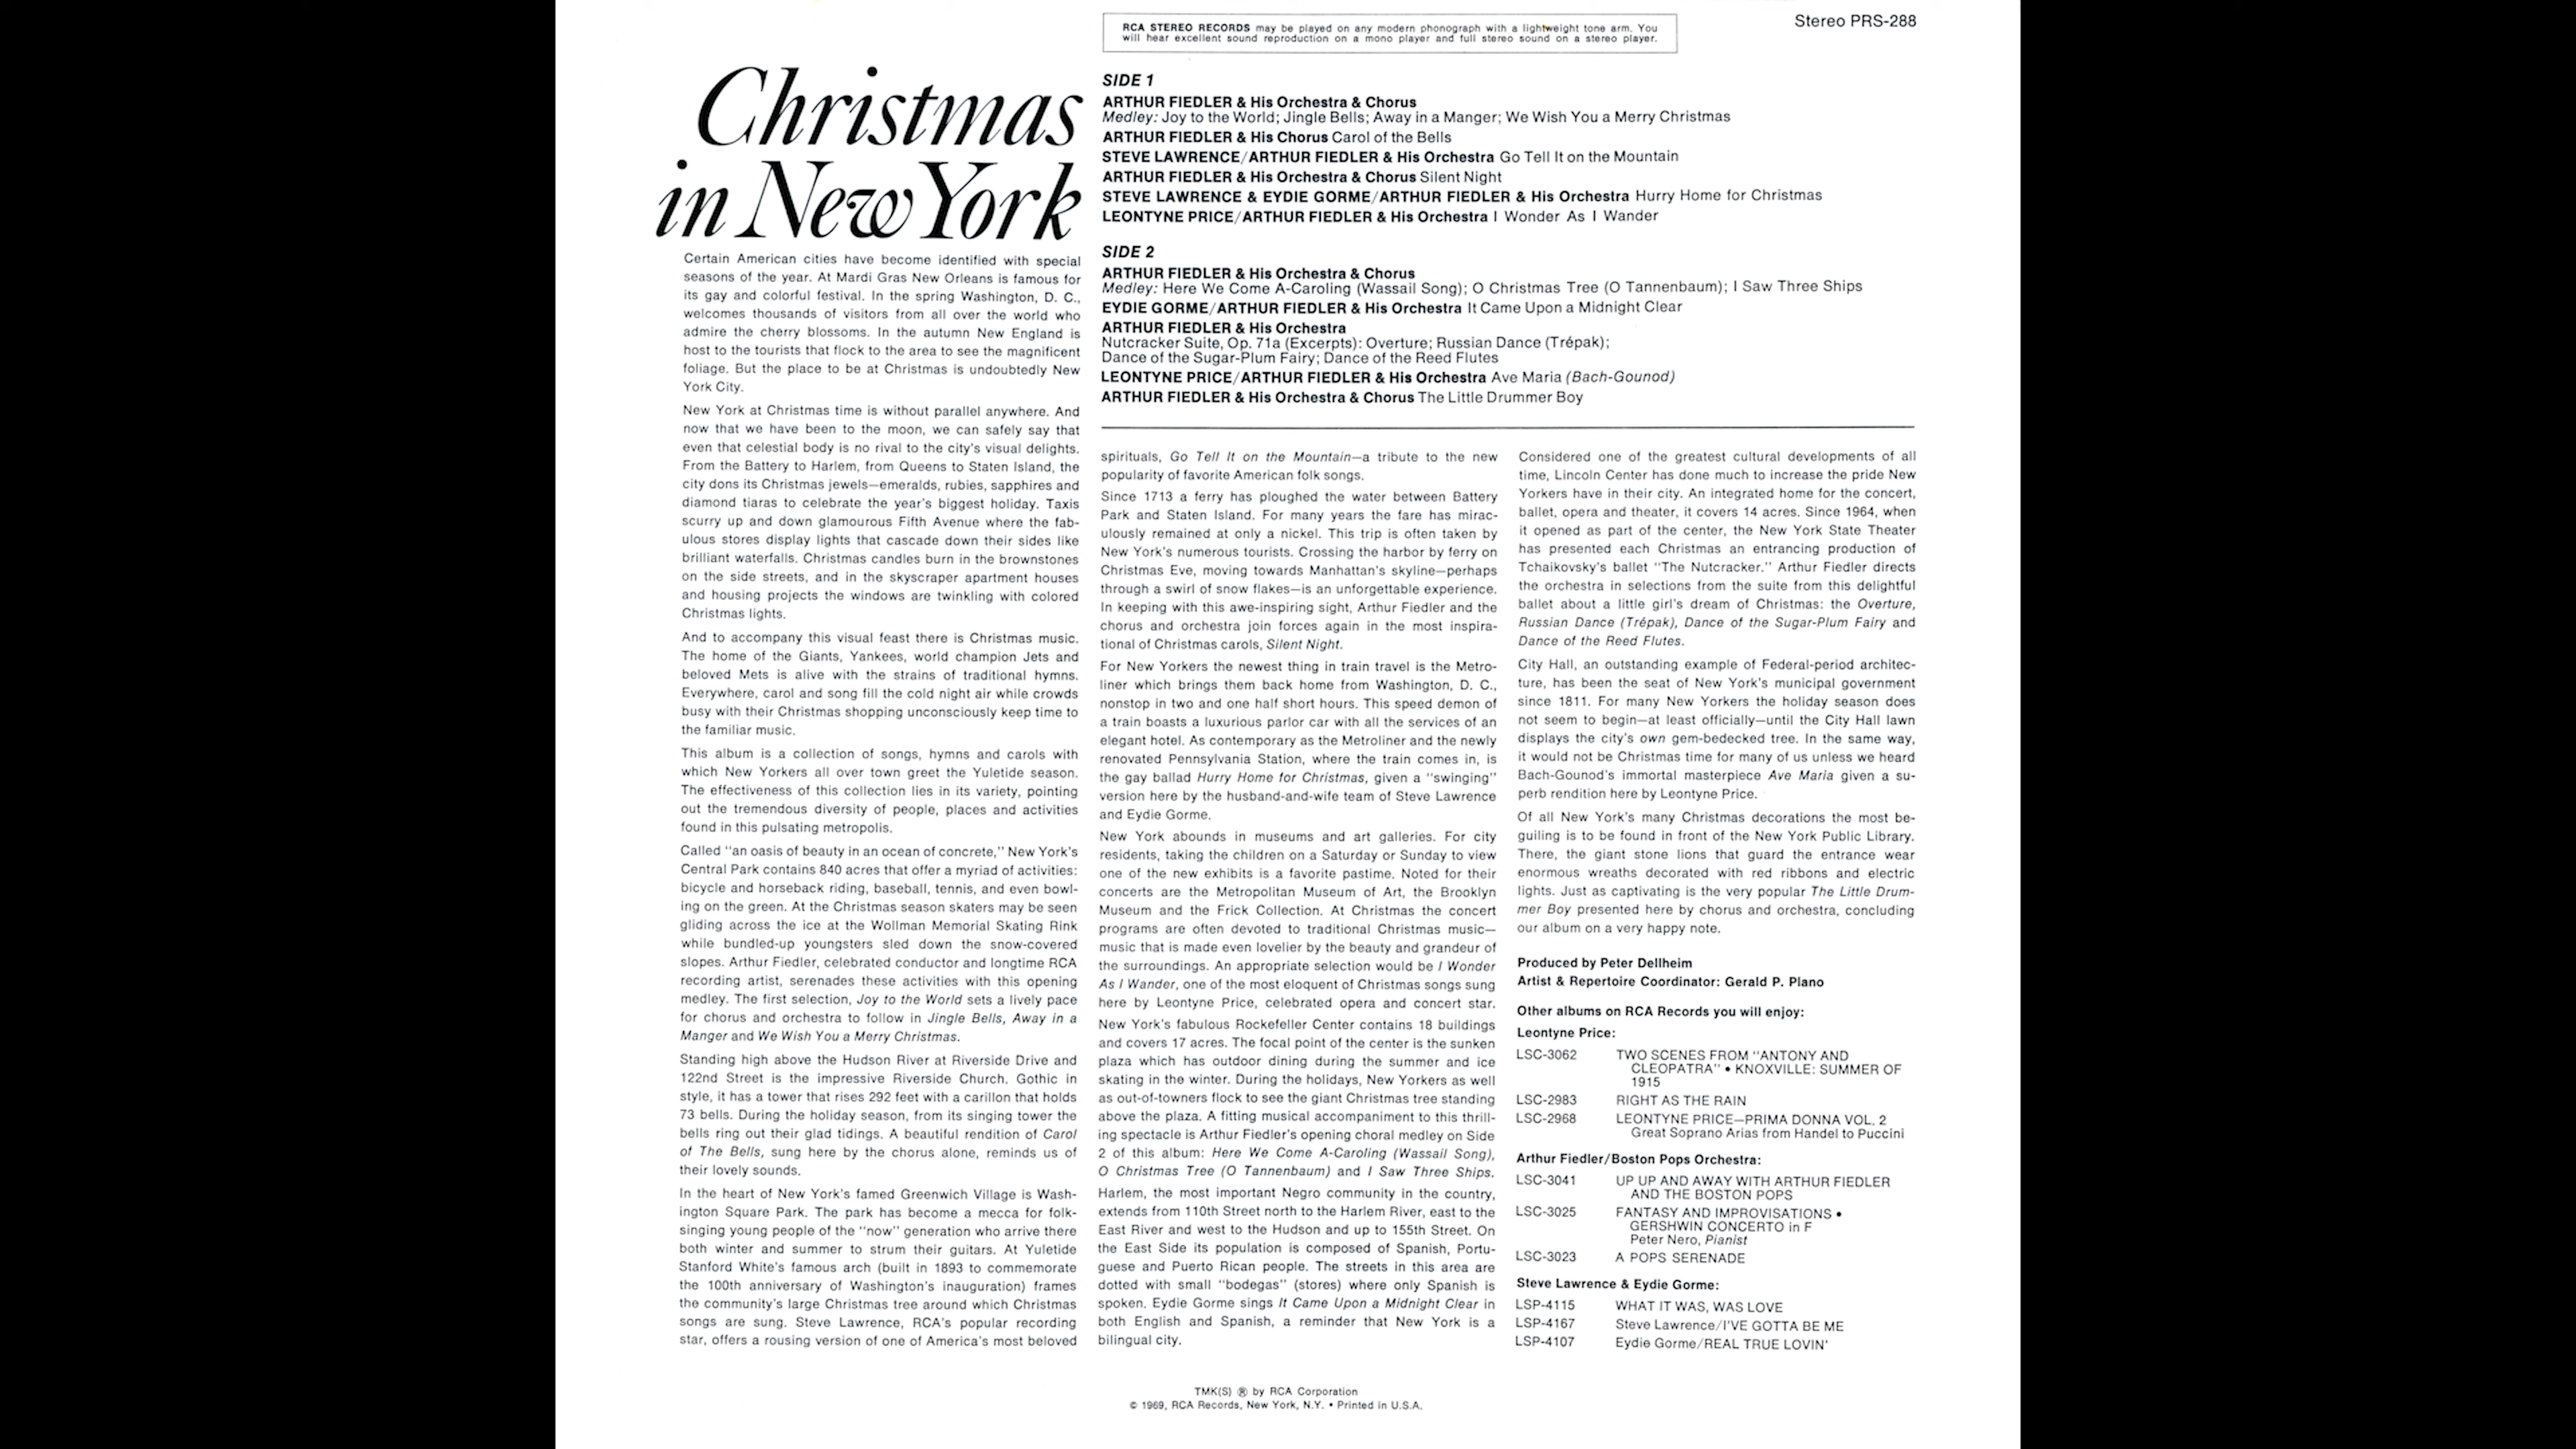 RCA STEREO RECORDS may be played on any modern phonograph with a lightweight tone arm. You
will hear excellent sound reproduction on a mono player and full stereo sound on a stereo player.
Stereo PRS-288
Christmas
in New York
Certain American cities have become identified with special
seasons of the year. At Mardi Gras New Orleans is famous for
its gay and colorful festival. In the spring Washington, D. C.,
welcomes thousands of visitors from all over the world who
admire the cherry blossoms. In the autumn New England is
host to the tourists that flock to the area to see the magnificent
foliage. But the place to be at Christmas is undoubtedly New
York City.
New York at Christmas time is without parallel anywhere. And
now that we have been to the moon, we can safely say that
even that celestial body is no rival to the city's visual delights.
From the Battery to Harlem, from Queens to Staten Island, the
city dons its Christmas jewels—emeralds, rubies, sapphires and
diamond tiaras to celebrate the year's biggest holiday. Taxis
scurry up and down glamourous Fifth Avenue where the fab-
ulous stores display lights that cascade down their sides like
brilliant waterfalls. Christmas candles burn in the brownstones
on the side streets, and in the skyscraper apartment houses
and housing projects the windows are twinkling with colored
Christmas lights.
And to accompany this visual feast there is Christmas music.
The home of the Giants, Yankees, world champion Jets and
beloved Mets is alive with the strains of traditional hymns.
Everywhere, carol and song fill the cold night air while crowds
busy with their Christmas shopping unconsciously keep time to
the familiar music.
This album is a collection of songs, hymns and carols with
which New Yorkers all over town greet the Yuletide season.
The effectiveness of this collection lies in its variety, pointing
out the tremendous diversity of people, places and activities
found in this pulsating metropolis.
Called "an oasis of beauty in an ocean of concrete," New York's
Central Park contains 840 acres that offer a myriad of activities:
bicycle and horseback riding, baseball, tennis, and even bowl-
ing on the green. At the Christmas season skaters may be seen
gliding across the ice at the Wollman Memorial Skating Rink
while bundled-up youngsters sled down the snow-covered
slopes. Arthur Fiedler, celebrated conductor and longtime RCA
recording artist, serenades these activities with this opening
medley. The first selection, Joy to the World sets a lively pace
for chorus and orchestra to follow in Jingle Bells, Away in a
Manger and We Wish You a Merry Christmas.
Standing high above the Hudson River at Riverside Drive and
122nd Street is the impressive Riverside Church. Gothic in
style, it has a tower that rises 292 feet with a carillon that holds
73 bells. During the holiday season, from its singing tower the
bells ring out their glad tidings. A beautiful rendition of Carol
of The Bells, sung here by the chorus alone, reminds us of
their lovely sounds.
In the heart of New York's famed Greenwich Village is Wash-
ington Square Park. The park has become a mecca for folk-
singing young people of the "now" generation who arrive there
both winter and summer to strum their guitars. At Yuletide
Stanford White's famous arch (built in 1893 to commemorate
the 100th anniversary of Washington's inauguration) frames
the community's large Christmas tree around which Christmas
songs are sung. Steve Lawrence, RCA's popular recording
star, offers a rousing version of one of America's most beloved
SIDE 1
ARTHUR FIEDLER & His Orchestra & Chorus
Medley: Joy to the World; Jingle Bells; Away in a Manger; We Wish You a Merry Christmas
ARTHUR FIEDLER & His Chorus Carol of the Bells
STEVE LAWRENCE/ARTHUR FIEDLER & His Orchestra Go Tell It on the Mountain
ARTHUR FIEDLER & His Orchestra & Chorus Silent Night
STEVE LAWRENCE & EYDIE GORME/ARTHUR FIEDLER & His Orchestra Hurry Home for Christmas
LEONTYNE PRICE/ARTHUR FIEDLER & His Orchestra I Wonder As I Wander
SIDE 2
ARTHUR FIEDLER & His Orchestra & Chorus
Medley: Here We Come A-Caroling (Wassail Song); O Christmas Tree (O Tannenbaum); I Saw Three Ships
EYDIE GORME/ARTHUR FIEDLER & His Orchestra It Came Upon a Midnight Clear
ARTHUR FIEDLER & His Orchestra
Nutcracker Suite, Op. 71a (Excerpts): Overture; Russian Dance (Trépak);
Dance of the Sugar-Plum Fairy; Dance of the Reed Flutes
LEONTYNE PRICE/ARTHUR FIEDLER & His Orchestra Ave Maria (Bach-Gounod)
ARTHUR FIEDLER & His Orchestra & Chorus The Little Drummer Boy
spirituals, Go Tell It on the Mountain—a tribute to the new
popularity of favorite American folk songs.
Since 1713 a ferry has ploughed the water between Battery
Park and Staten Island. For many years the fare has mirac-
ulously remained at only a nickel. This trip is often taken by
New York's numerous tourists. Crossing the harbor by ferry on
Christmas Eve, moving towards Manhattan's skyline—perhaps
through a swirl of snow flakes—is an unforgettable experience.
In keeping with this awe-inspiring sight, Arthur Fiedler and the
chorus and orchestra join forces again in the most inspira-
tional of Christmas carols, Silent Night.
For New Yorkers the newest thing in train travel is the Metro-
liner which brings them back home from Washington, D. C.,
nonstop in two and one half short hours. This speed demon of
a train boasts a luxurious parlor car with all the services of an
elegant hotel. As contemporary as the Metroliner and the newly
renovated Pennsylvania Station, where the train comes in, is
the gay ballad Hurry Home for Christmas, given a "swinging"
version here by the husband-and-wife team of Steve Lawrence
and Eydie Gorme.
New York abounds in museums and art galleries. For city
residents, taking the children on a Saturday or Sunday to view
one of the new exhibits is a favorite pastime. Noted for their
concerts are the Metropolitan Museum of Art, the Brooklyn
Museum and the Frick Collection. At Christmas the concert
programs are often devoted to traditional Christmas music—
music that is made even lovelier by the beauty and grandeur of
the surroundings. An appropriate selection would be I Wonder
As I Wander, one of the most eloquent of Christmas songs sung
here by Leontyne Price, celebrated opera and concert star.
New York's fabulous Rockefeller Center contains 18 buildings
and covers 17 acres. The focal point of the center is the sunken
plaza which has outdoor dining during the summer and ice
skating in the winter. During the holidays, New Yorkers as well
as out-of-towners flock to see the giant Christmas tree standing
above the plaza. A fitting musical accompaniment to this thrill-
ing spectacle is Arthur Fiedler's opening choral medley on Side
2 of this album: Here We Come A-Caroling (Wassail Song),
O Christmas Tree (O Tannenbaum) and I Saw Three Ships.
Harlem, the most important Negro community in the country,
extends from 110th Street north to the Harlem River, east to the
East River and west to the Hudson and up to 155th Street. On
the East Side its population is composed of Spanish, Portu-
guese and Puerto Rican people. The streets in this area are
dotted with small "bodegas" (stores) where only Spanish is
spoken. Eydie Gorme sings It Came Upon a Midnight Clear in
both English and Spanish, a reminder that New York is a
bilingual city.
Considered one of the greatest cultural developments of all
time, Lincoln Center has done much to increase the pride New
Yorkers have in their city. An integrated home for the concert,
ballet, opera and theater, it covers 14 acres. Since 1964, when
it opened as part of the center, the New York State Theater
has presented each Christmas an entrancing production of
Tchaikovsky's ballet "The Nutcracker." Arthur Fiedler directs
the orchestra in selections from the suite from this delightful
ballet about a little girl's dream of Christmas: the Overture,
Russian Dance (Trépak), Dance of the Sugar-Plum Fairy and
Dance of the Reed Flutes.
City Hall, an outstanding example of Federal-period architec-
ture, has been the seat of New York's municipal government
since 1811. For many New Yorkers the holiday season does
not seem to begin—at least officially—until the City Hall lawn
displays the city's own gem-bedecked tree. In the same way,
it would not be Christmas time for many of us unless we heard
Bach-Gounod's immortal masterpiece Ave Maria given a su-
perb rendition here by Leontyne Price.
Of all New York's many Christmas decorations the most be-
guiling is to be found in front of the New York Public Library.
There, the giant stone lions that guard the entrance wear
enormous wreaths decorated with red ribbons and electric
lights. Just as captivating is the very popular The Little Drum-
mer Boy presented here by chorus and orchestra, concluding
our album on a very happy note.
Produced by Peter Dellheim
Artist & Repertoire Coordinator: Gerald P. Plano
Other albums on RCA Records you will enjoy:
Leontyne Price:
LSC-3062 TWO SCENES FROM "ANTONY AND
CLEOPATRA" • KNOXVILLE: SUMMER OF
1915
LSC-2983 RIGHT AS THE RAIN
LSC-2968 LEONTYNE PRICE—PRIMA DONNA VOL. 2
Great Soprano Arias from Handel to Puccini
Arthur Fiedler/Boston Pops Orchestra:
LSC-3041 UP UP AND AWAY WITH ARTHUR FIEDLER
AND THE BOSTON POPS
LSC-3025 FANTASY AND IMPROVISATIONS •
GERSHWIN CONCERTO in F
Peter Nero, Pianist
LSC-3023 A POPS SERENADE
Steve Lawrence & Eydie Gorme:
LSP-4115 WHAT IT WAS, WAS LOVE
LSP-4167 Steve Lawrence/I'VE GOTTA BE ME
LSP-4107 Eydie Gorme/REAL TRUE LOVIN'
TMK(S) ® by RCA Corporation
© 1969, RCA Records, New York, N.Y. • Printed in U.S.A.